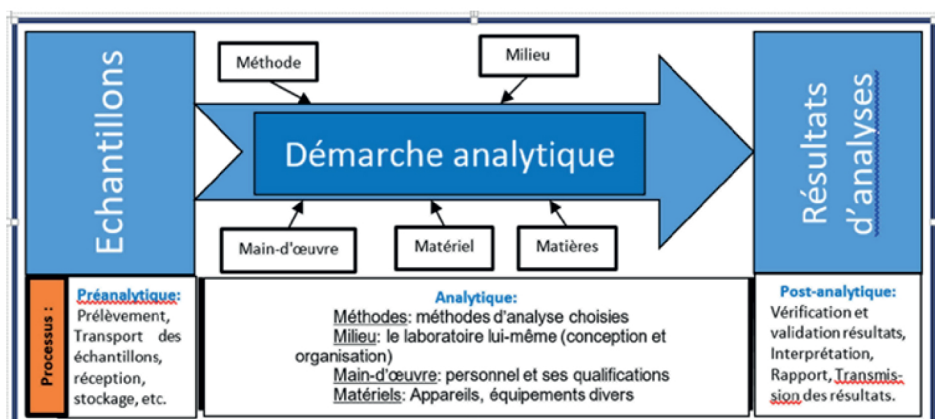 Echantillons
Méthode
Milieu
Démarche analytique
Main-d'œuvre
Matériel
Matières
Résultats
d'analyses
Processus :
Préanalytique:
Prélèvement,
Transport des
échantillons,
réception,
stockage, etc.
Analytique:
Méthodes: méthodes d'analyse choisies
Milieu: le laboratoire lui-même (conception et
organisation)
Main-d'œuvre: personnel et ses qualifications
Matériels: Appareils, équipements divers
Post-analytique:
Vérification et
validation résultats,
Interprétation,
Rapport, Transmis-
sion des résultats.